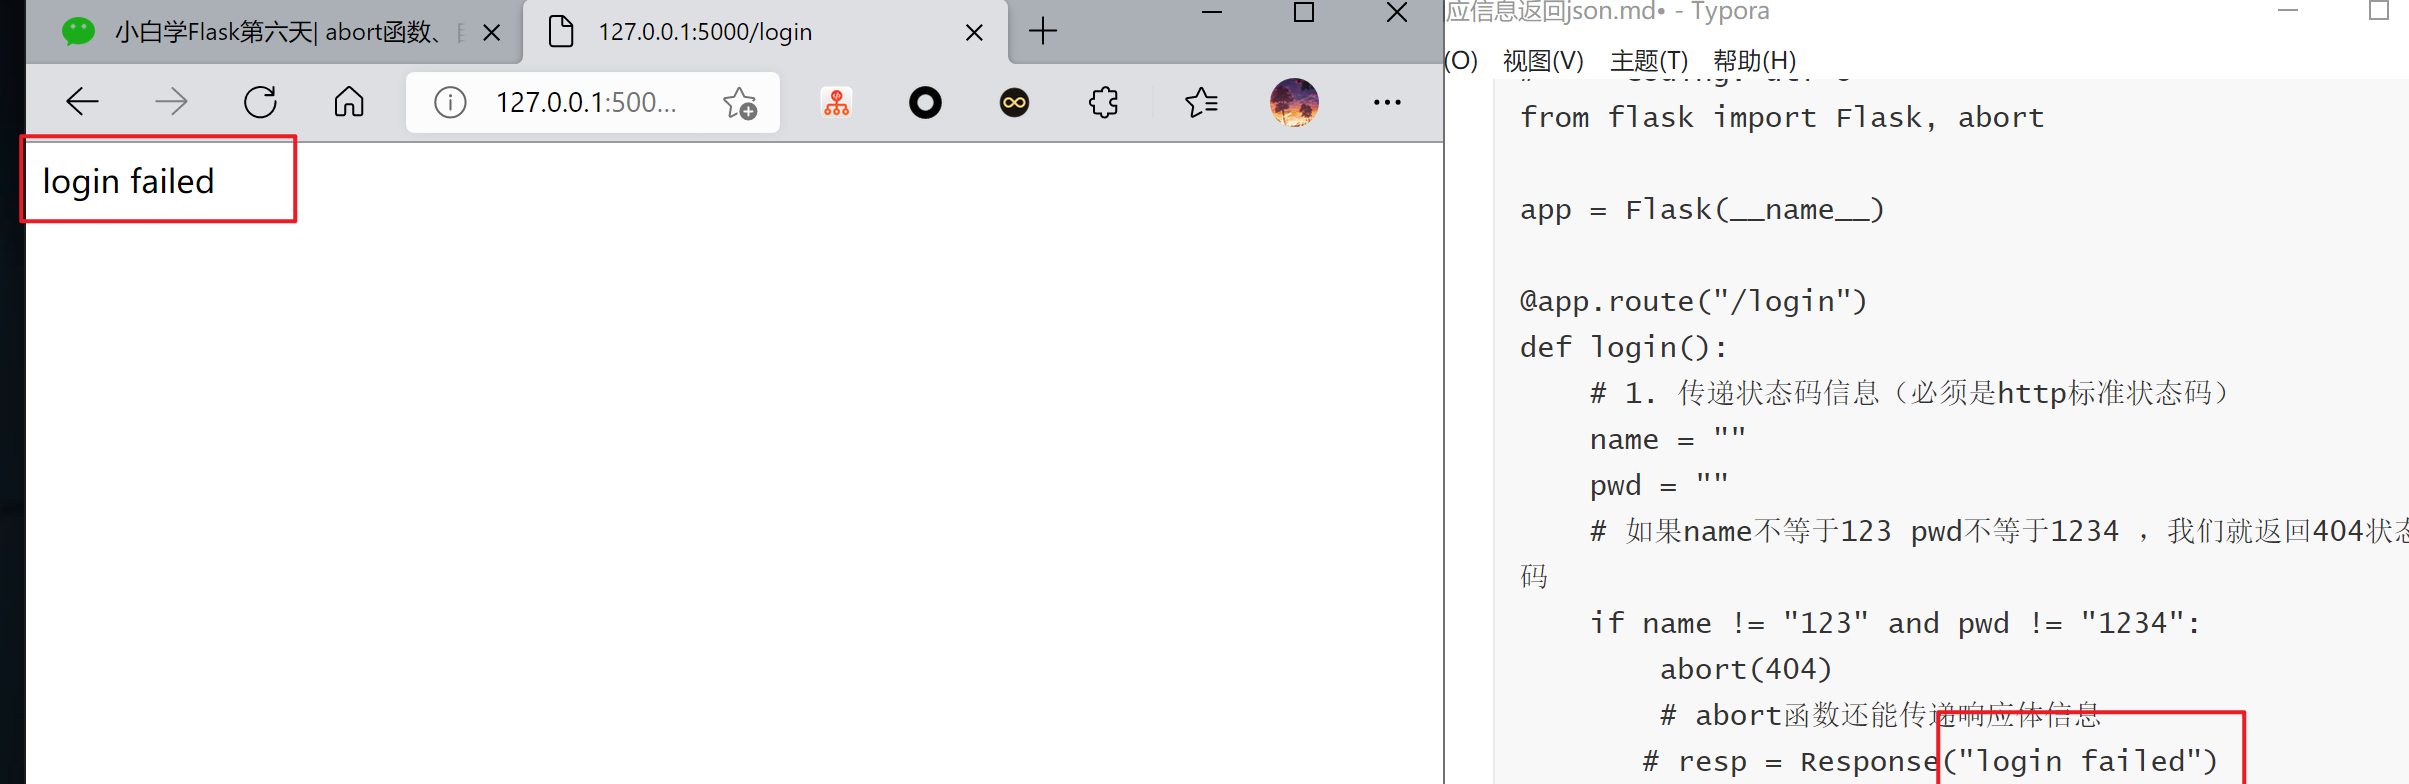 小白学Flask第六天| abort函数、
127.0.0.1:5000/login
127.0.0.1:500...
login failed
应信息返回json.md• - Typora
(O) 视图(V) 主题(T) 帮助(H)
from flask import Flask, abort
app = Flask(__name__)
@app.route("/login")
def login():
# 1. 传递状态码信息（必须是http标准状态码）
name = ""
pwd = ""
# 如果name不等于123 pwd不等于1234 ，我们就返回404状态
码
if name != "123" and pwd != "1234":
abort(404)
# abort函数还能传递响应体信息
# resp = Response("login failed")